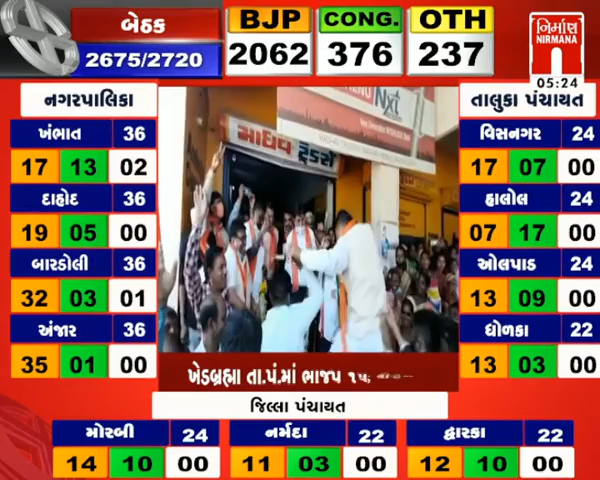 બેઠક
2675/2720
BJP
2062
CONG.
376
OTH
237
નિર્માણ
NIRMANA
05:24
નગરપાલિકા
ખંભાત 36
17 13 02
દાહોદ 36
19 05 00
બારડોલી 36
32 03 01
અંજાર 36
35 01 00
Nxt
માધવ ટ્રેડર્સ
તાલુકા પંચાયત
વિસનગર 24
17 07 00
હાલોલ 24
07 17 00
ઓલપાડ 24
13 09 00
ધોળકા 22
13 03 00
ખેડબ્રહ્મા તા.પં.માં ભાજપ ૧૫;
જિલ્લા પંચાયત
મોરબી 24
14 10 00
નર્મદા 22
11 03 00
દ્વારકા 22
12 10 00